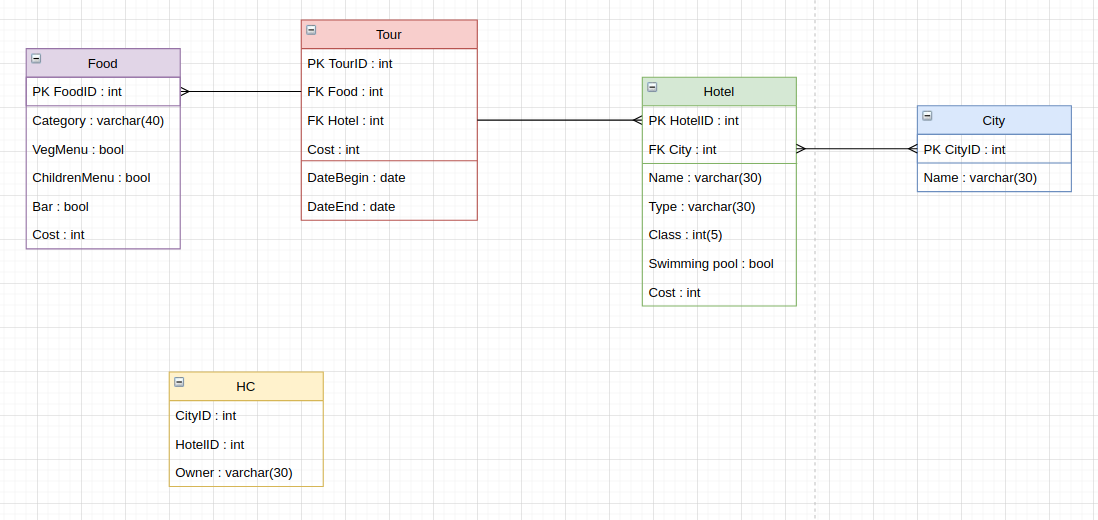 Food
PK FoodID : int
Category : varchar(40)
VegMenu : bool
ChildrenMenu : bool
Bar : bool
Cost : int
Tour
PK TourID : int
FK Food : int
FK Hotel : int
Cost : int
DateBegin : date
DateEnd : date
Hotel
PK HotelID : int
FK City : int
Name : varchar(30)
Type : varchar(30)
Class : int(5)
Swimming pool : bool
Cost : int
City
PK CityID : int
Name : varchar(30)
HC
CityID : int
HotelID : int
Owner : varchar(30)